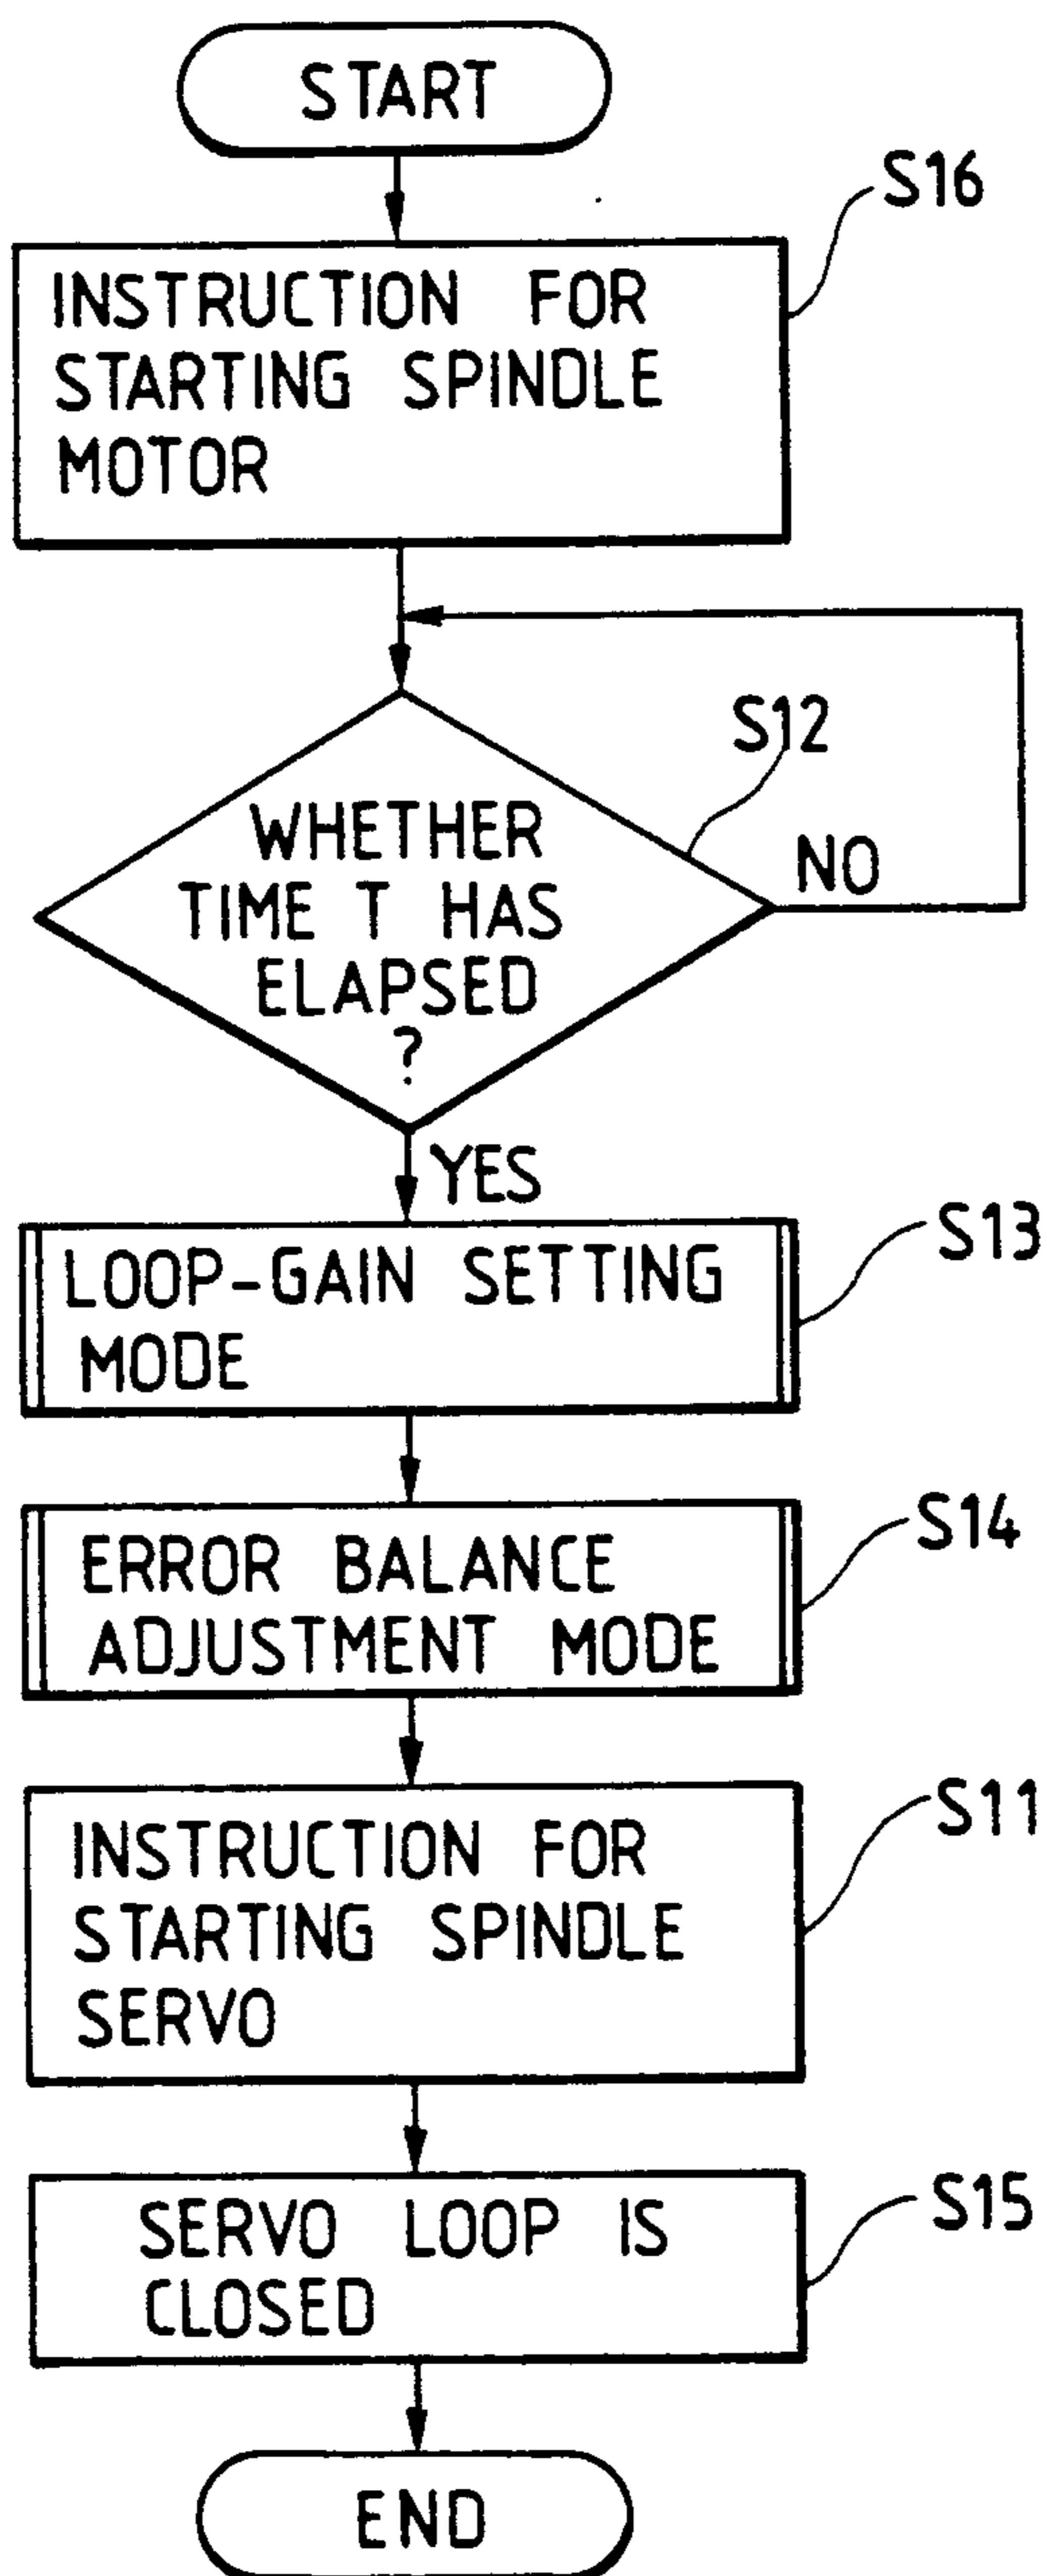 START
S16
INSTRUCTION FOR
STARTING SPINDLE
MOTOR
S12
WHETHER
TIME T HAS
ELAPSED
?
NO
YES
S13
LOOP-GAIN SETTING
MODE
S14
ERROR BALANCE
ADJUSTMENT MODE
S11
INSTRUCTION FOR
STARTING SPINDLE
SERVO
S15
SERVO LOOP IS
CLOSED
END